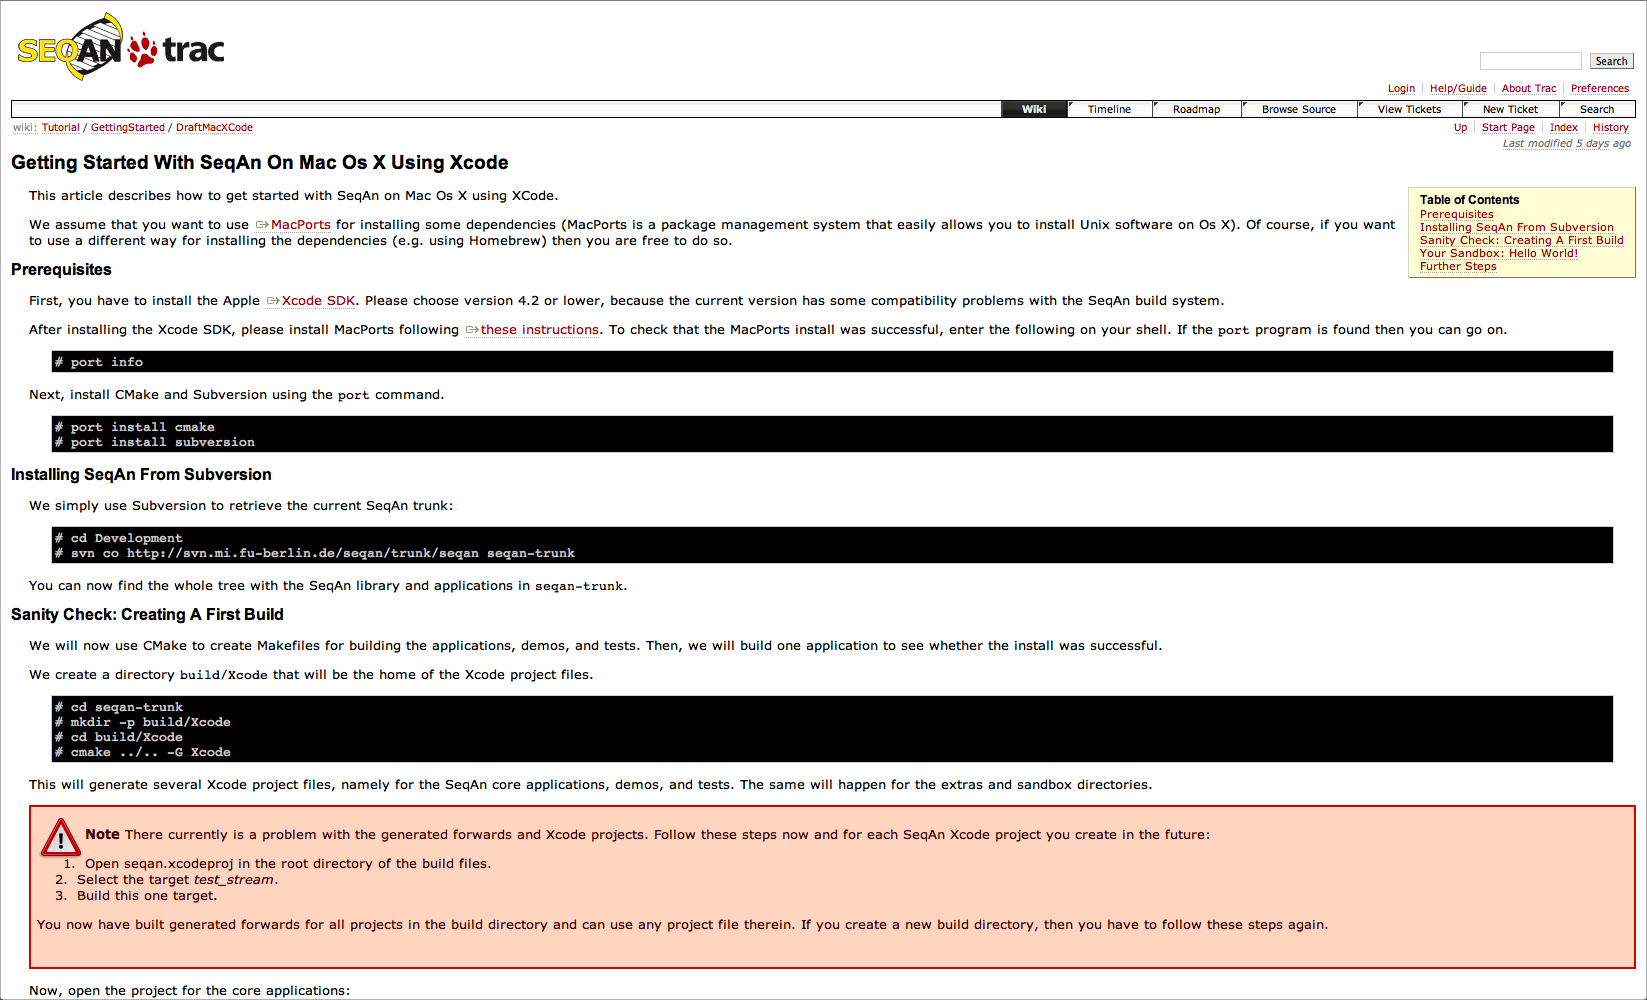 SEQAN trac
Search
Login Help/Guide About Trac Preferences
Wiki Timeline Roadmap Browse Source View Tickets New Ticket Search
wiki: Tutorial / GettingStarted / DraftMacXCode
Up Start Page Index History
Last modified 5 days ago
Getting Started With SeqAn On Mac Os X Using Xcode
This article describes how to get started with SeqAn on Mac Os X using XCode.
Table of Contents
Prerequisites
Installing SeqAn From Subversion
Sanity Check: Creating A First Build
Your Sandbox: Hello World!
Further Steps
We assume that you want to use MacPorts for installing some dependencies (MacPorts is a package management system that easily allows you to install Unix software on Os X). Of course, if you want
to use a different way for installing the dependencies (e.g. using Homebrew) then you are free to do so.
Prerequisites
First, you have to install the Apple Xcode SDK. Please choose version 4.2 or lower, because the current version has some compatibility problems with the SeqAn build system.
After installing the Xcode SDK, please install MacPorts following these instructions. To check that the MacPorts install was successful, enter the following on your shell. If the port program is found then you can go on.
# port info
Next, install CMake and Subversion using the port command.
# port install cmake
# port install subversion
Installing SeqAn From Subversion
We simply use Subversion to retrieve the current SeqAn trunk:
# cd Development
# svn co http://svn.mi.fu-berlin.de/seqan/trunk/seqan seqan-trunk
You can now find the whole tree with the SeqAn library and applications in seqan-trunk.
Sanity Check: Creating A First Build
We will now use CMake to create Makefiles for building the applications, demos, and tests. Then, we will build one application to see whether the install was successful.
We create a directory build/Xcode that will be the home of the Xcode project files.
# cd seqan-trunk
# mkdir -p build/Xcode
# cd build/Xcode
# cmake ../.. -G Xcode
This will generate several Xcode project files, namely for the SeqAn core applications, demos, and tests. The same will happen for the extras and sandbox directories.
Note There currently is a problem with the generated forwards and Xcode projects. Follow these steps now and for each SeqAn Xcode project you create in the future:
1. Open seqan.xcodeproj in the root directory of the build files.
2. Select the target test_stream.
3. Build this one target.
You now have built generated forwards for all projects in the build directory and can use any project file therein. If you create a new build directory, then you have to follow these steps again.
Now, open the project for the core applications: